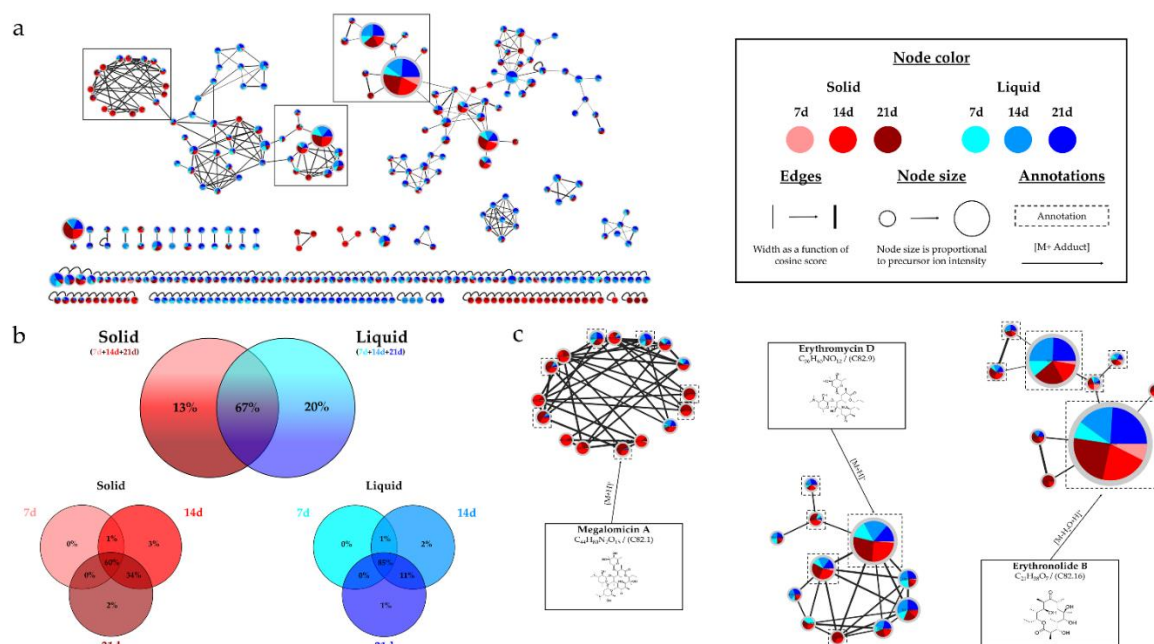 a
Node color
Solid
Liquid
7d
14d
21d
7d
14d
21d
Edges
Node size
Annotations
Annotation
Width as a function of
cosine score
Node size is proportional
to precursor ion intensity
[M+ Adduct]
b
Solid
(7d+14d+21d)
Liquid
(7d+14d+21d)
13%
67%
20%
Solid
7d
14d
0%
1%
3%
60%
0%
34%
2%
21d
Liquid
7d
14d
0%
1%
2%
85%
0%
11%
1%
21d
c
Erythromycin D
/ (C82.9)
[M+H]+
[M+H]+
Megalomicin A
/ (C82.1)
[M-H₂O+H]+
Erythronolide B
/ (C82.16)